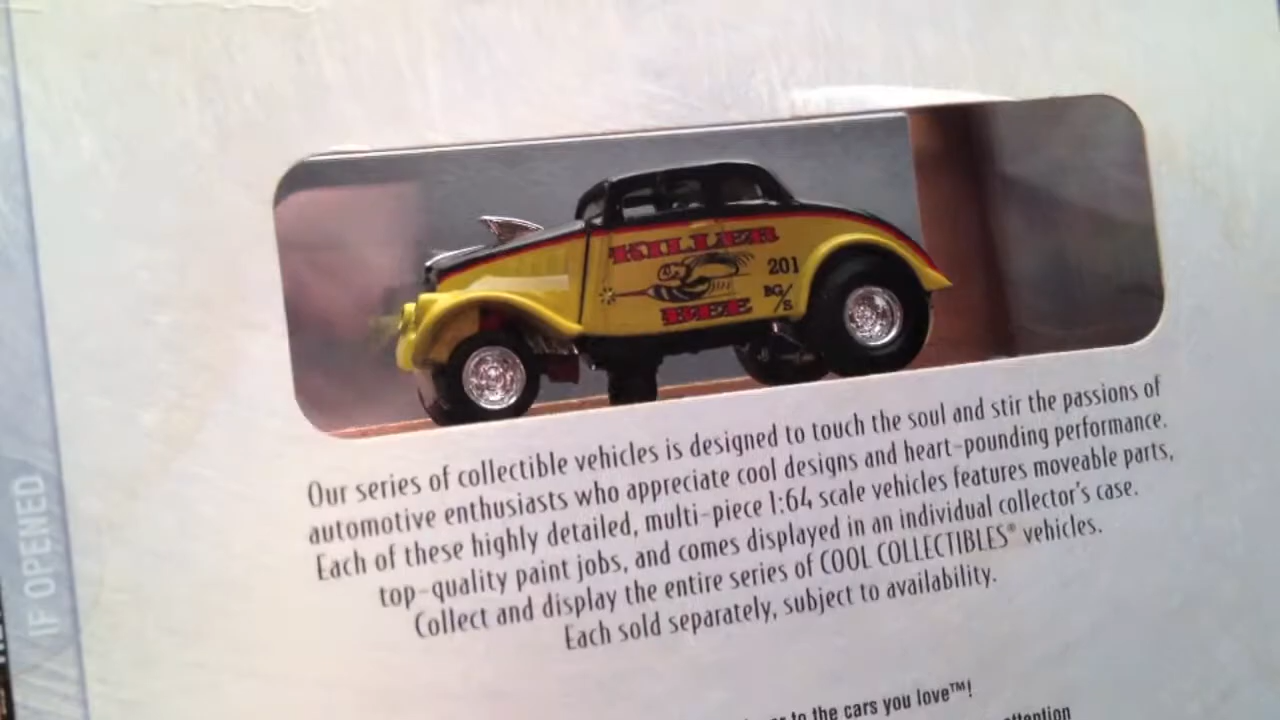 KILLER
201
BG/S
BEE
Our series of collectible vehicles is designed to touch the soul and stir the passions of
automotive enthusiasts who appreciate cool designs and heart-pounding performance.
Each of these highly detailed, multi-piece 1:64 scale vehicles features moveable parts,
top-quality paint jobs, and comes displayed in an individual collector's case.
Collect and display the entire series of COOL COLLECTIBLES® vehicles.
Each sold separately, subject to availability.
to the cars you love™!
attention
IF OPENED